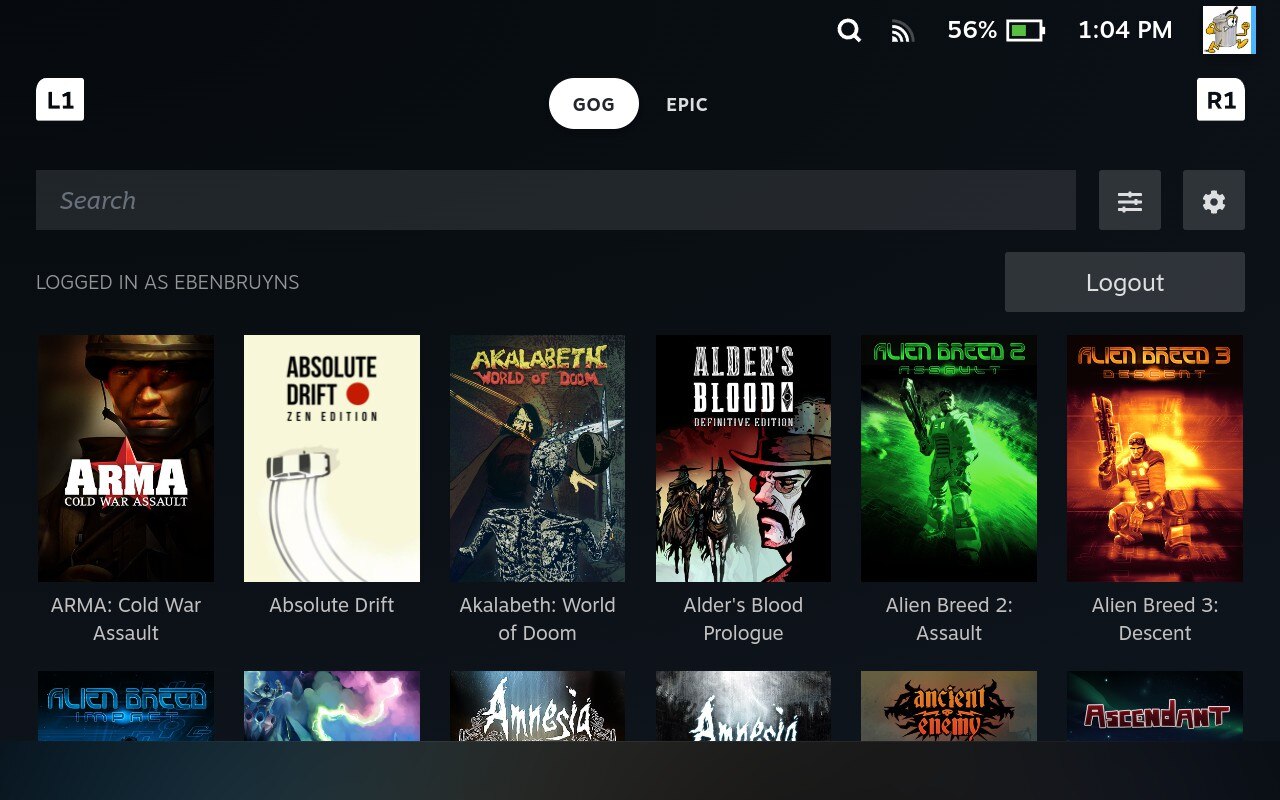 56% 1:04 PM
L1 GOG EPIC R1
Search
LOGGED IN AS EBENBRUYNS Logout
ARMA
COLD WAR ASSAULT
ABSOLUTE
DRIFT
ZEN EDITION
AKALABETH
WORLD OF DOOM
ALDER'S
BLOOD
DEFINITIVE EDITION
ALIEN BREED 2
ASSAULT
ALIEN BREED 3
DESCENT
ARMA: Cold War
Assault
Absolute Drift
Akalabeth: World
of Doom
Alder's Blood
Prologue
Alien Breed 2:
Assault
Alien Breed 3:
Descent
ALIEN BREED
IMPACT
Amnesia
Amnesia
ancient
enemy
ASCENDANT